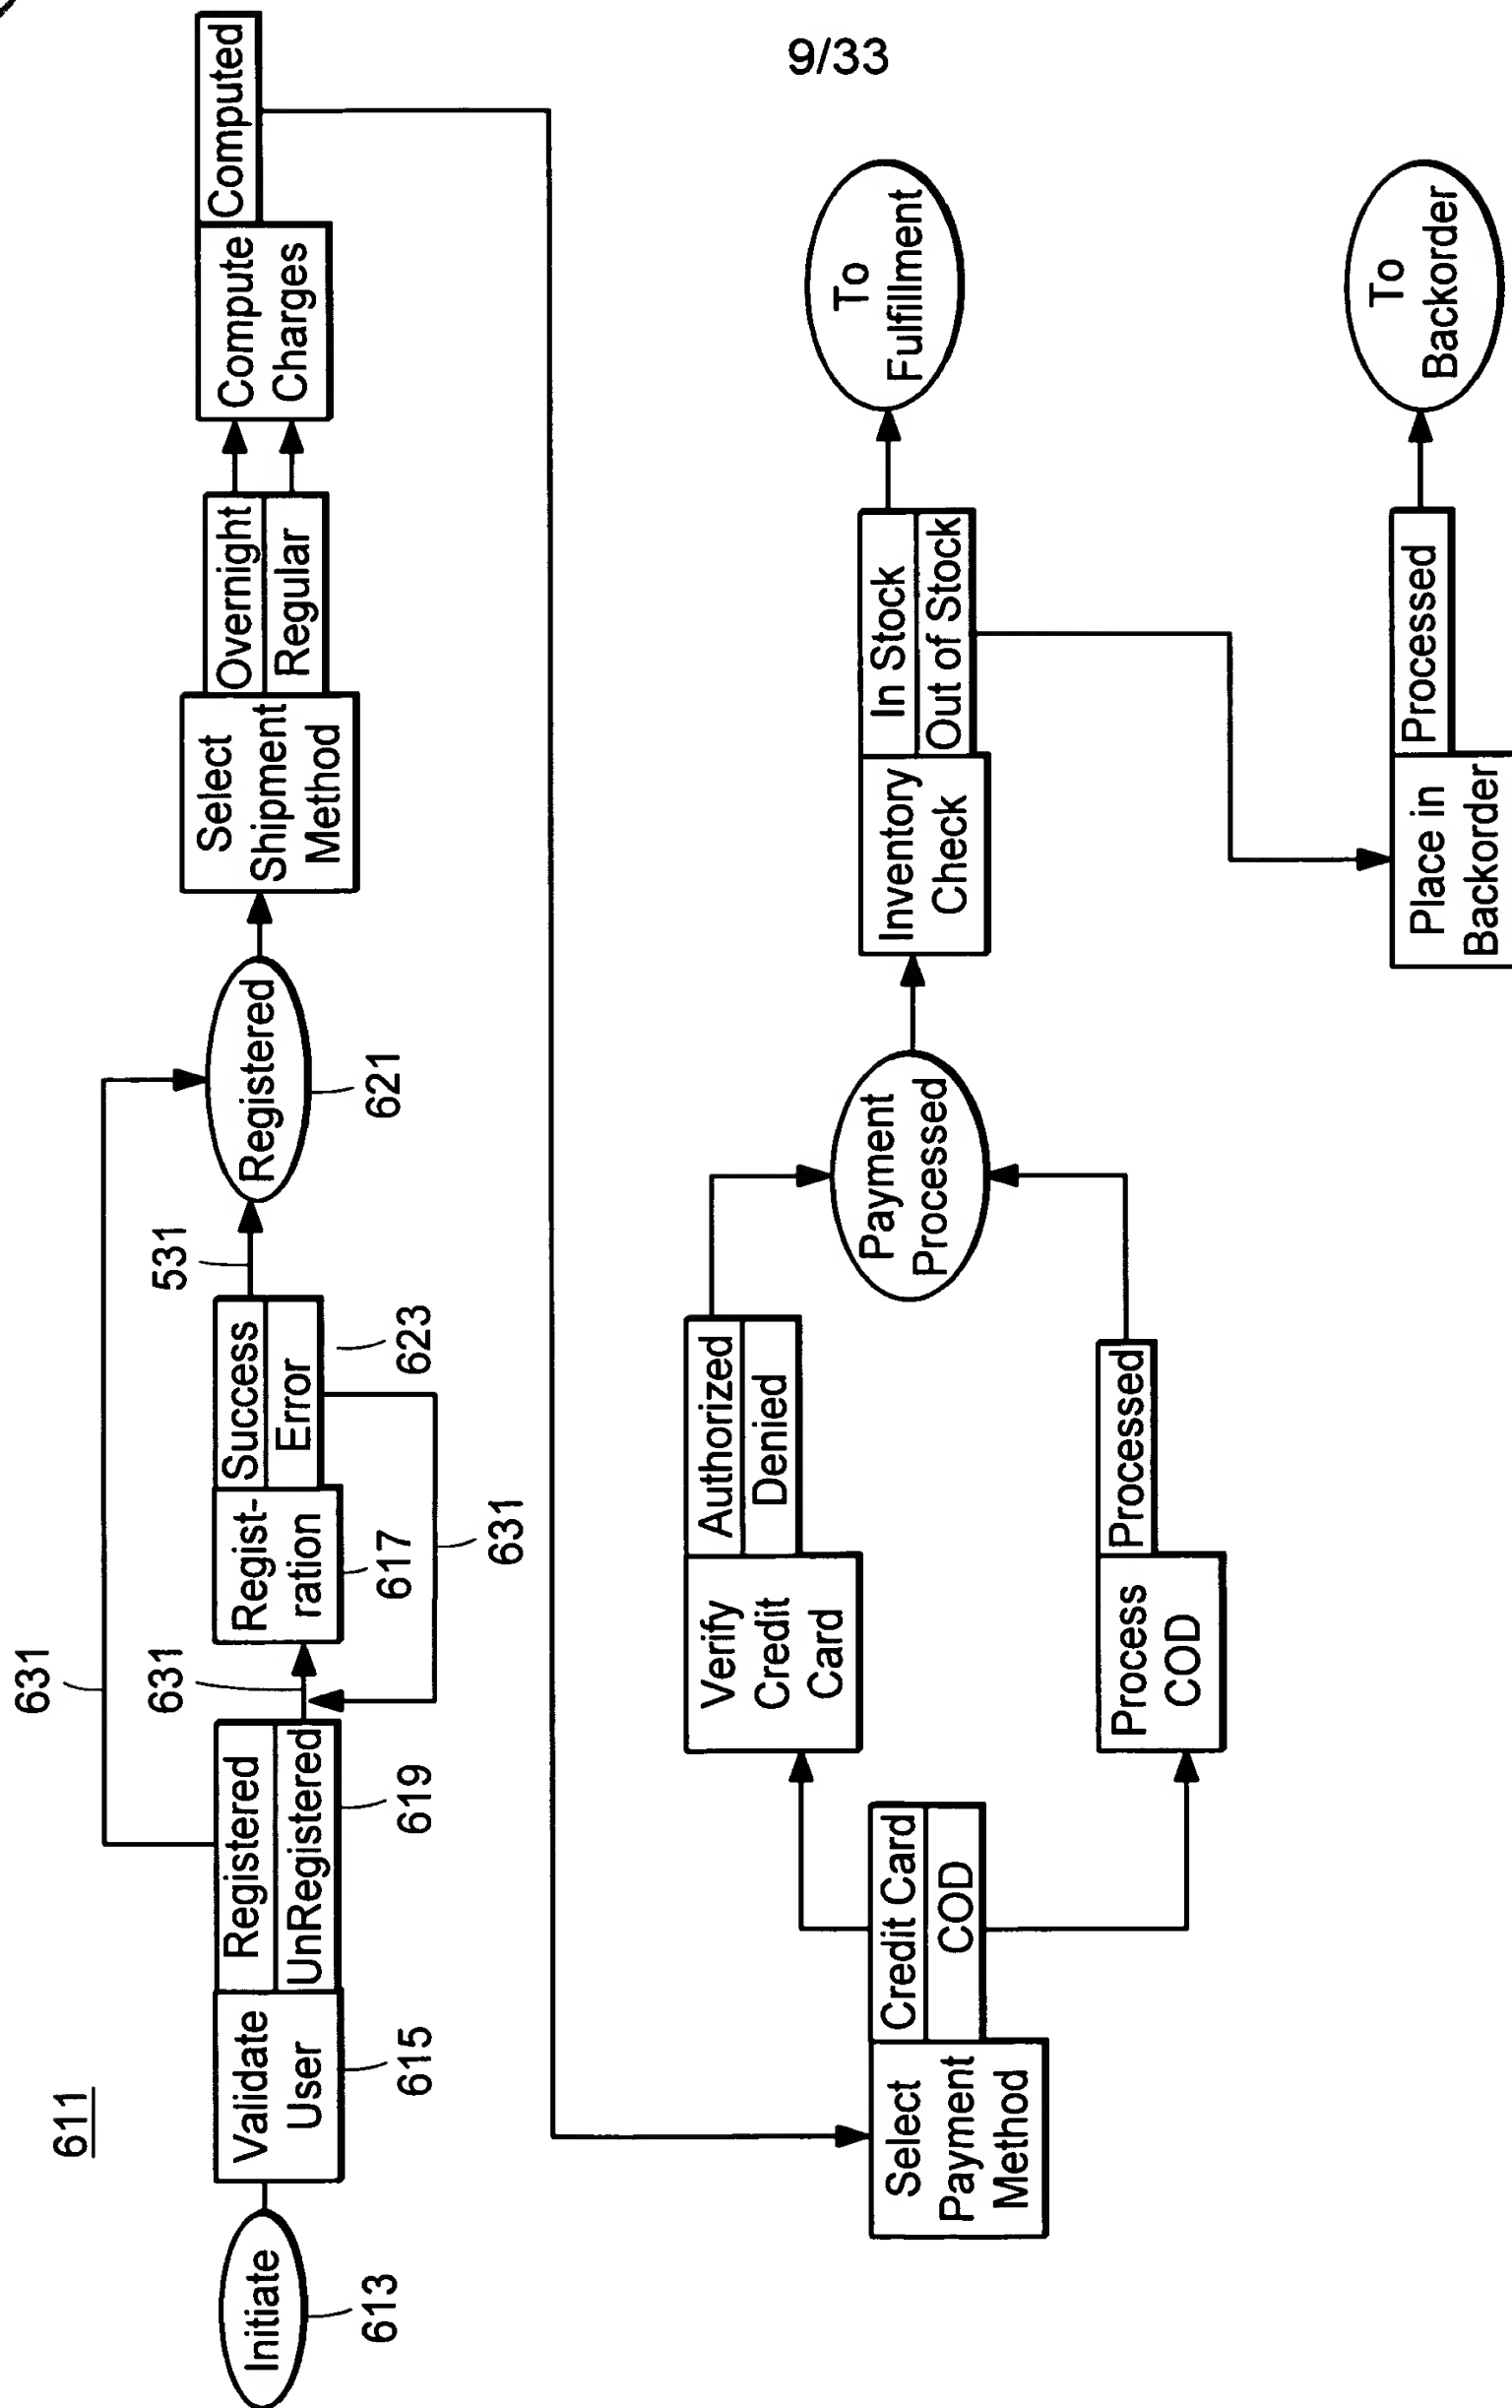 9/33
611
Initiate
613
Validate
User
615
Registered
UnRegistered
619
631
631
Regist-
ration
617
Success
Error
623
631
531
Registered
621
Select
Shipment
Method
Overnight
Regular
Compute
Charges
Computed
Select
Payment
Method
Credit Card
COD
Verify
Credit
Card
Authorized
Denied
Process
COD
Processed
Payment
Processed
Inventory
Check
In Stock
Out of Stock
To
Fulfillment
Place in
Backorder
Processed
To
Backorder